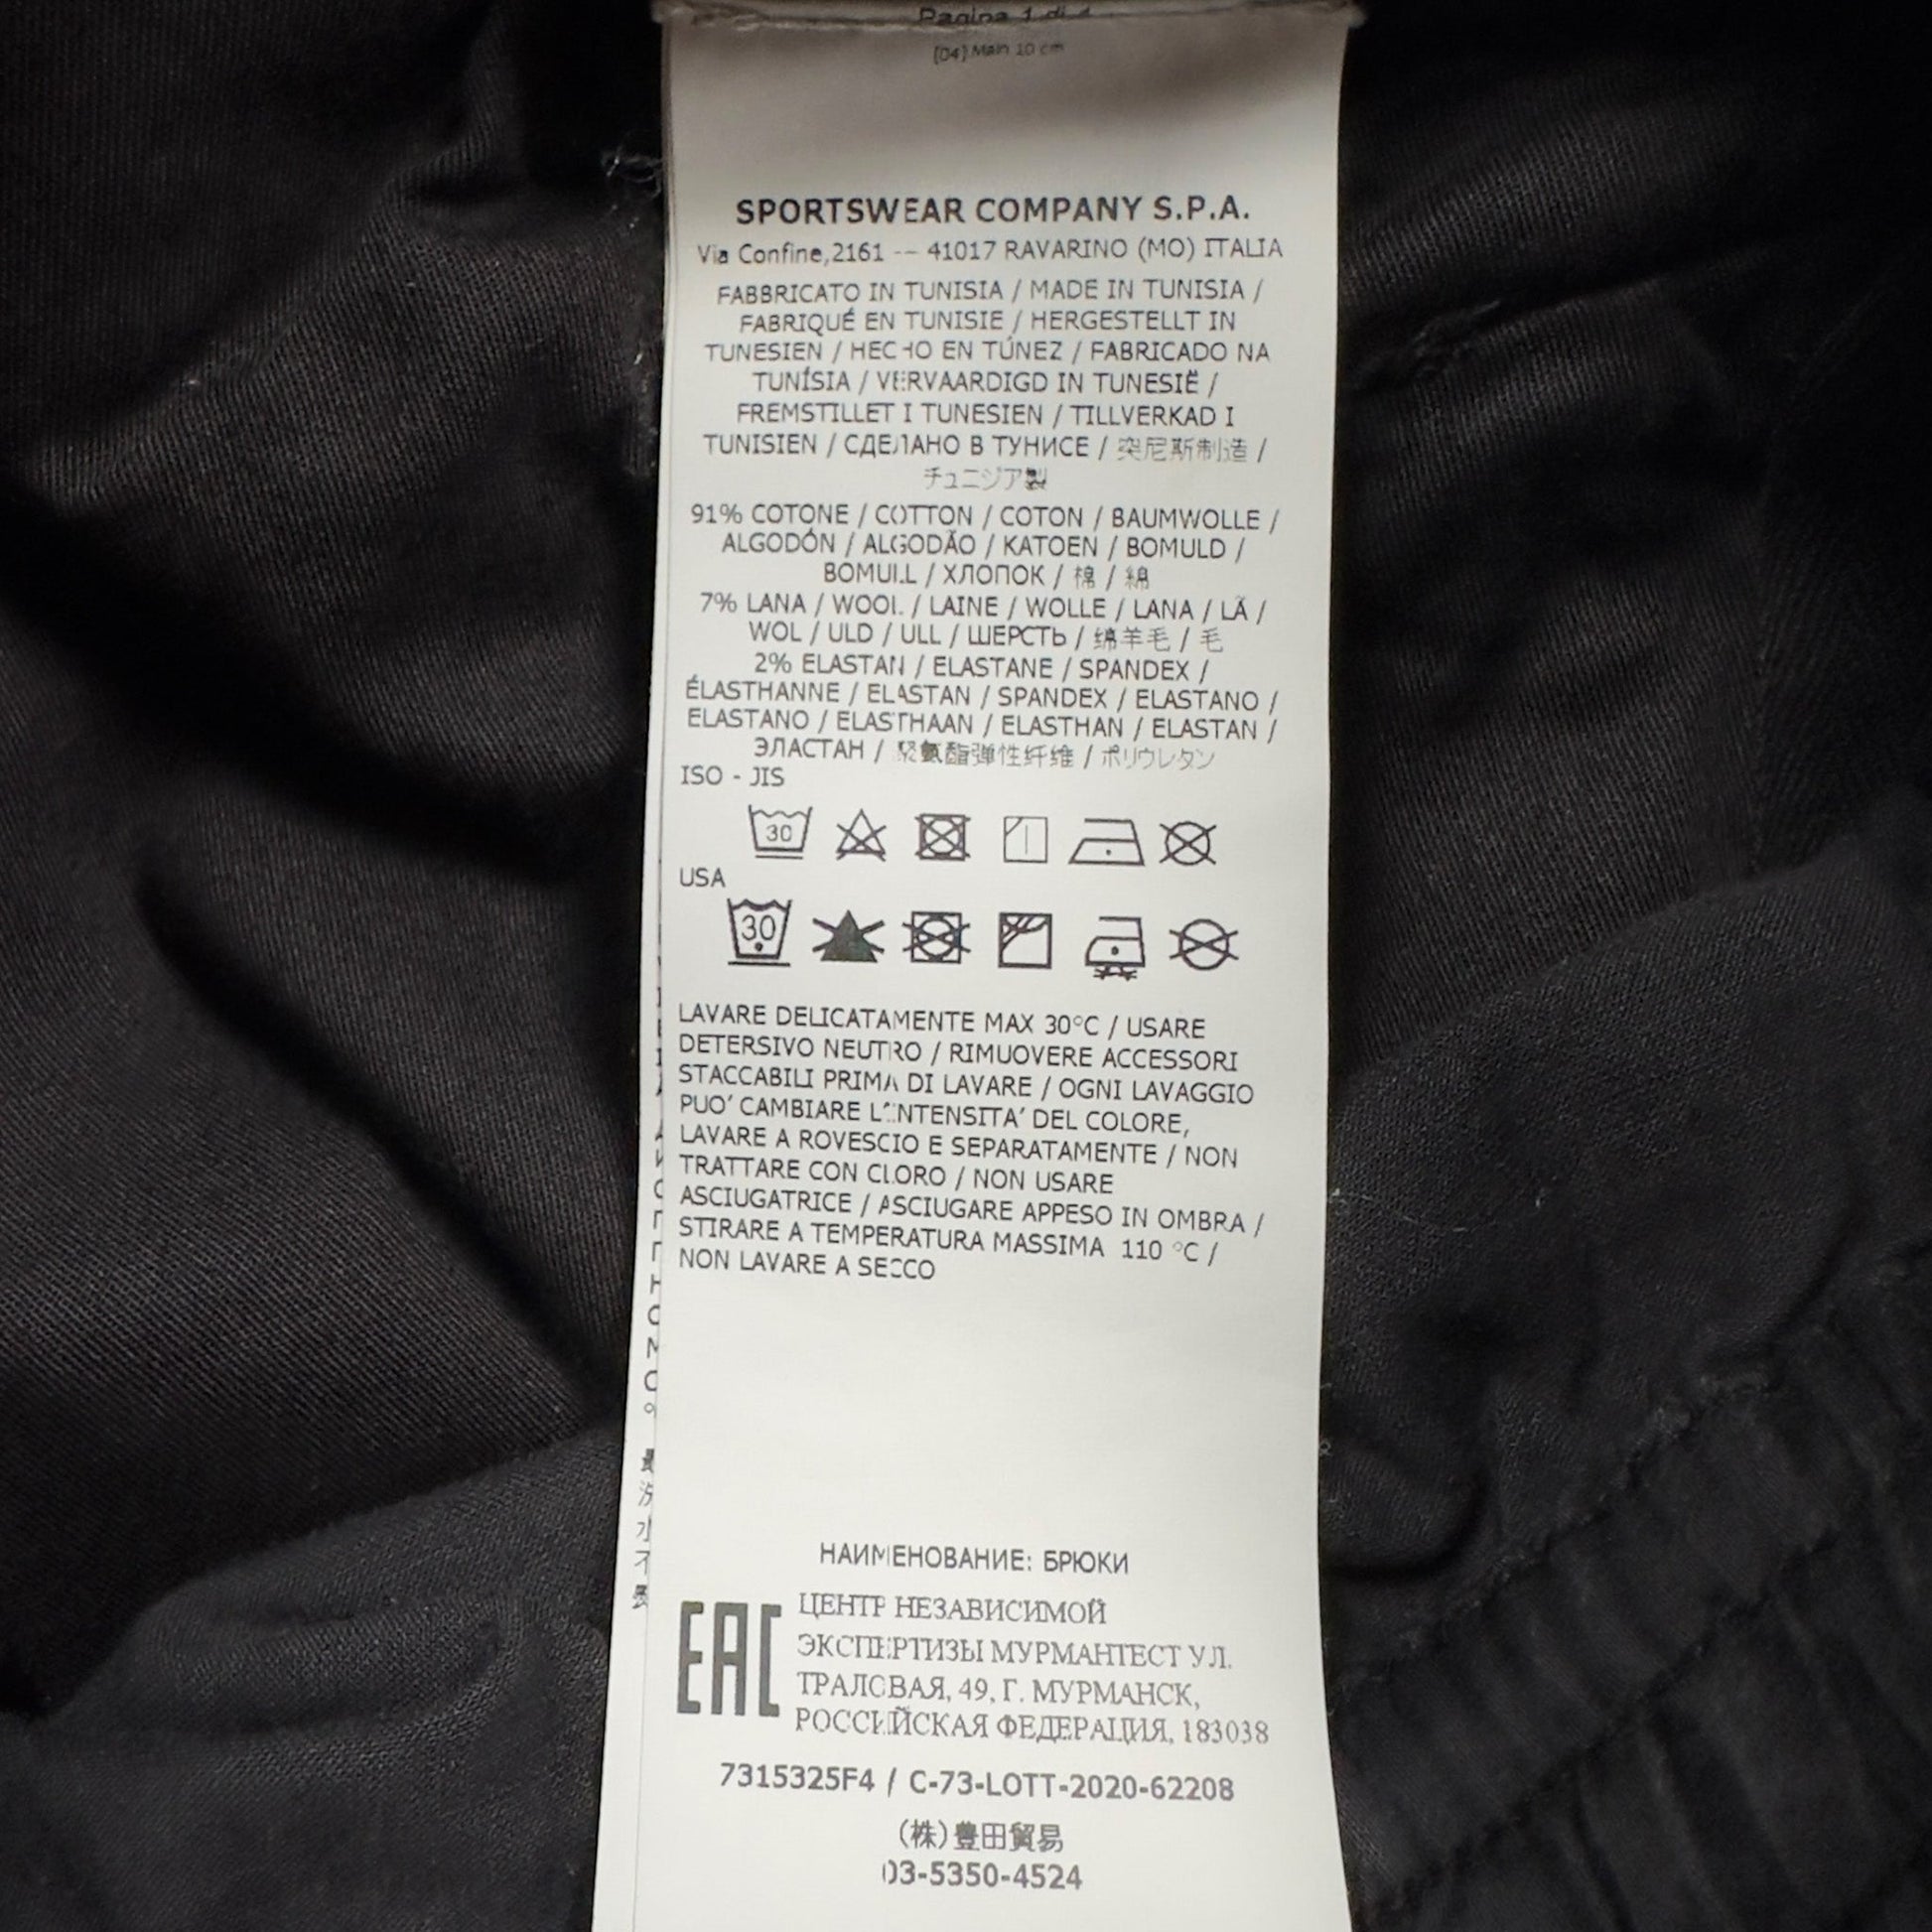 Pagina 1 di 4
(04) Main 10 cm
SPORTSWEAR COMPANY S.P.A.
Via Confine,2161 -- 41017 RAVARINO (MO) ITALIA
FABBRICATO IN TUNISIA / MADE IN TUNISIA /
FABRIQUÉ EN TUNISIE / HERGESTELLT IN
TUNESIEN / HECHO EN TÚNEZ / FABRICADO NA
TUNÍSIA / VERVAARDIGD IN TUNESIË /
FREMSTILLET I TUNESIEN / TILLVERKAD I
TUNISIEN / СДЕЛАНО В ТУНИСЕ / 突尼斯制造 /
チュニジア製
91% COTONE / COTTON / COTON / BAUMWOLLE /
ALGODÓN / ALGODÃO / KATOEN / BOMULD /
BOMULL / ХЛОПОК / 棉 / 綿
7% LANA / WOOL / LAINE / WOLLE / LANA / LÃ /
WOL / ULD / ULL / ШЕРСТЬ / 绵羊毛 / 毛
2% ELASTAN / ELASTANE / SPANDEX /
ÉLASTHANNE / ELASTAN / SPANDEX / ELASTANO /
ELASTANO / ELASTHAAN / ELASTHAN / ELASTAN /
ЭЛАСТАН / 聚氨酯弹性纤维 / ポリウレタン
ISO - JIS
30
USA
30
LAVARE DELICATAMENTE MAX 30°C / USARE
DETERSIVO NEUTRO / RIMUOVERE ACCESSORI
STACCABILI PRIMA DI LAVARE / OGNI LAVAGGIO
PUO' CAMBIARE L'INTENSITA' DEL COLORE,
LAVARE A ROVESCIO E SEPARATAMENTE / NON
TRATTARE CON CLORO / NON USARE
ASCIUGATRICE / ASCIUGARE APPESO IN OMBRA /
STIRARE A TEMPERATURA MASSIMA 110 °C /
NON LAVARE A SECCO
НАИМЕНОВАНИЕ: БРЮКИ
EAC
ЦЕНТР НЕЗАВИСИМОЙ
ЭКСПЕРТИЗЫ МУРМАНТЕСТ УЛ.
ТРАЛОВАЯ, 49, Г. МУРМАНСК,
РОССИЙСКАЯ ФЕДЕРАЦИЯ, 183038
7315325F4 / C-73-LOTT-2020-62208
(株)豊田貿易
03-5350-4524